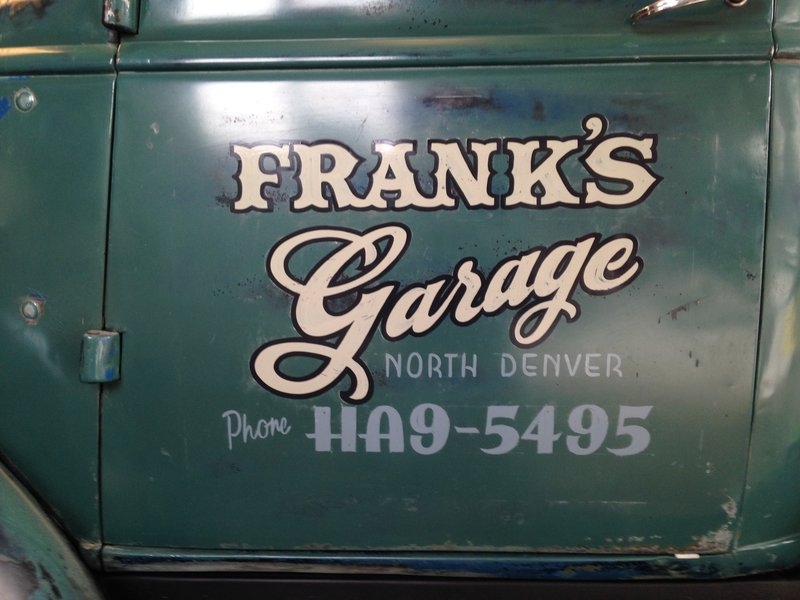 FRANK'S
Garage
NORTH DENVER
Phone HA9-5495